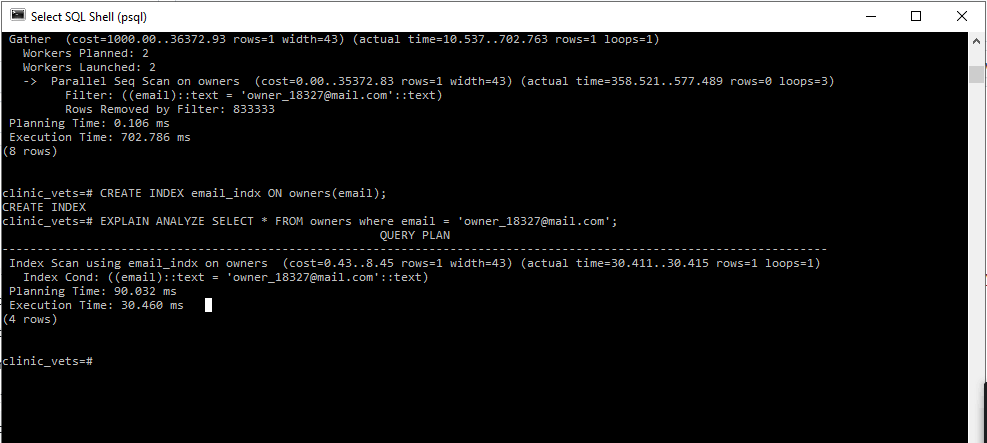 Select SQL Shell (psql)
Gather  (cost=1000.00..36372.93 rows=1 width=43) (actual time=10.537..702.763 rows=1 loops=1)
  Workers Planned: 2
  Workers Launched: 2
  ->  Parallel Seq Scan on owners  (cost=0.00..35372.83 rows=1 width=43) (actual time=358.521..577.489 rows=0 loops=3)
        Filter: ((email)::text = 'owner_18327@mail.com'::text)
        Rows Removed by Filter: 833333
Planning Time: 0.106 ms
Execution Time: 702.786 ms
(8 rows)
clinic_vets=# CREATE INDEX email_indx ON owners(email);
CREATE INDEX
clinic_vets=# EXPLAIN ANALYZE SELECT * FROM owners where email = 'owner_18327@mail.com';
QUERY PLAN
-----------------------------------------------------------------------------------------------------------------------
Index Scan using email_indx on owners  (cost=0.43..8.45 rows=1 width=43) (actual time=30.411..30.415 rows=1 loops=1)
  Index Cond: ((email)::text = 'owner_18327@mail.com'::text)
Planning Time: 90.032 ms
Execution Time: 30.460 ms
(4 rows)
clinic_vets=#